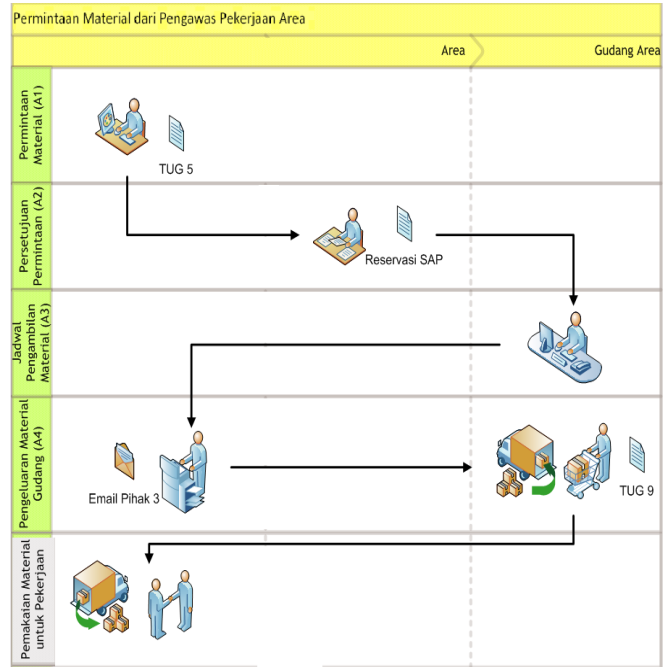 Permintaan Material dari Pengawas Pekerjaan Area
Area
Gudang Area
Permintaan
Material (A1)
TUG 5
Persetujuan
Permintaan (A2)
Reservasi SAP
Jadwal
Pengambilan
Material (A3)
Pengeluaran Material
Gudang (A4)
Email Pihak 3
TUG 9
Pemakaian Material
untuk Pekerjaan